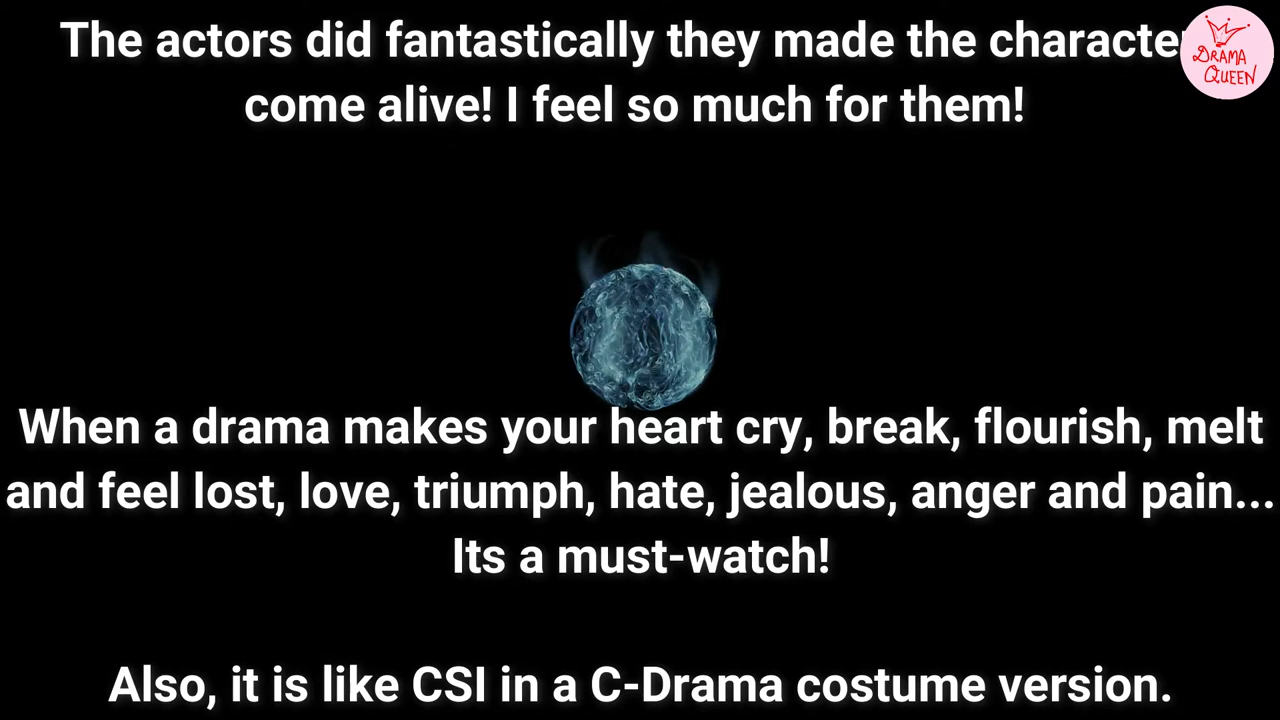 The actors did fantastically they made the characte
come alive! I feel so much for them!
DRAMA
QUEEN
When a drama makes your heart cry, break, flourish, melt
and feel lost, love, triumph, hate, jealous, anger and pain...
Its a must-watch!
Also, it is like CSI in a C-Drama costume version.